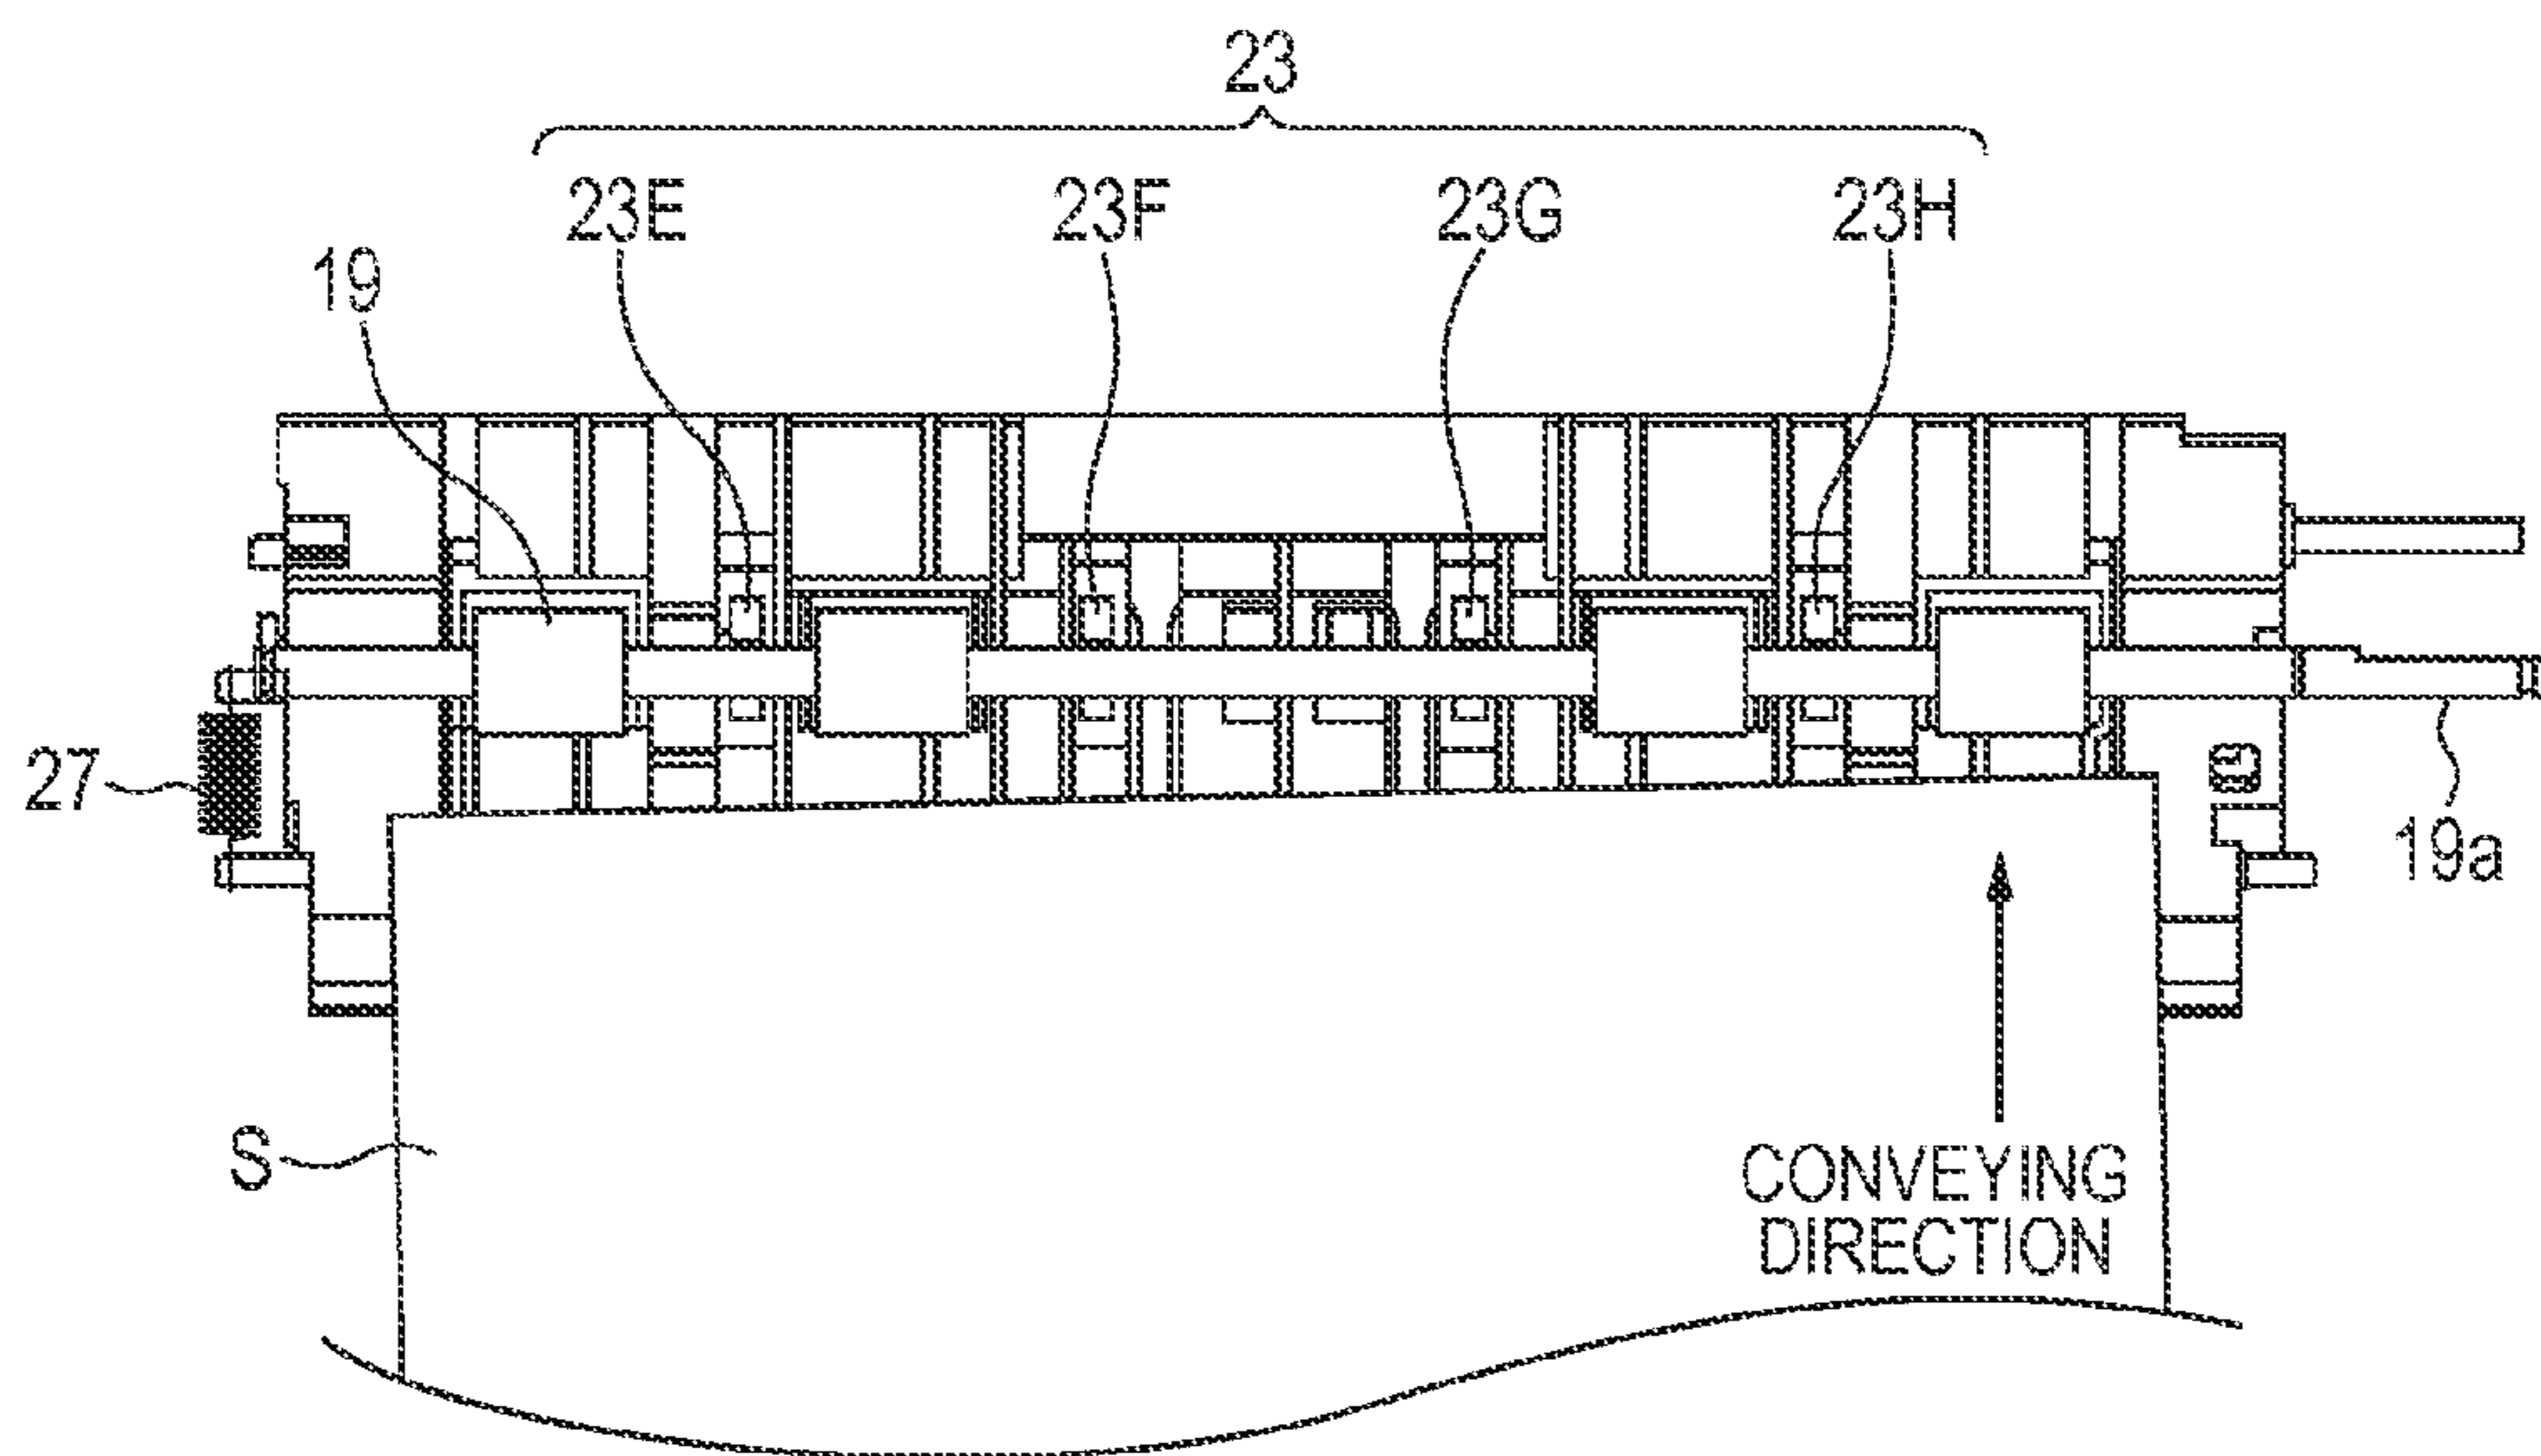 23
23E 23F 23G 23H
19
27
19a
S
CONVEYING
DIRECTION